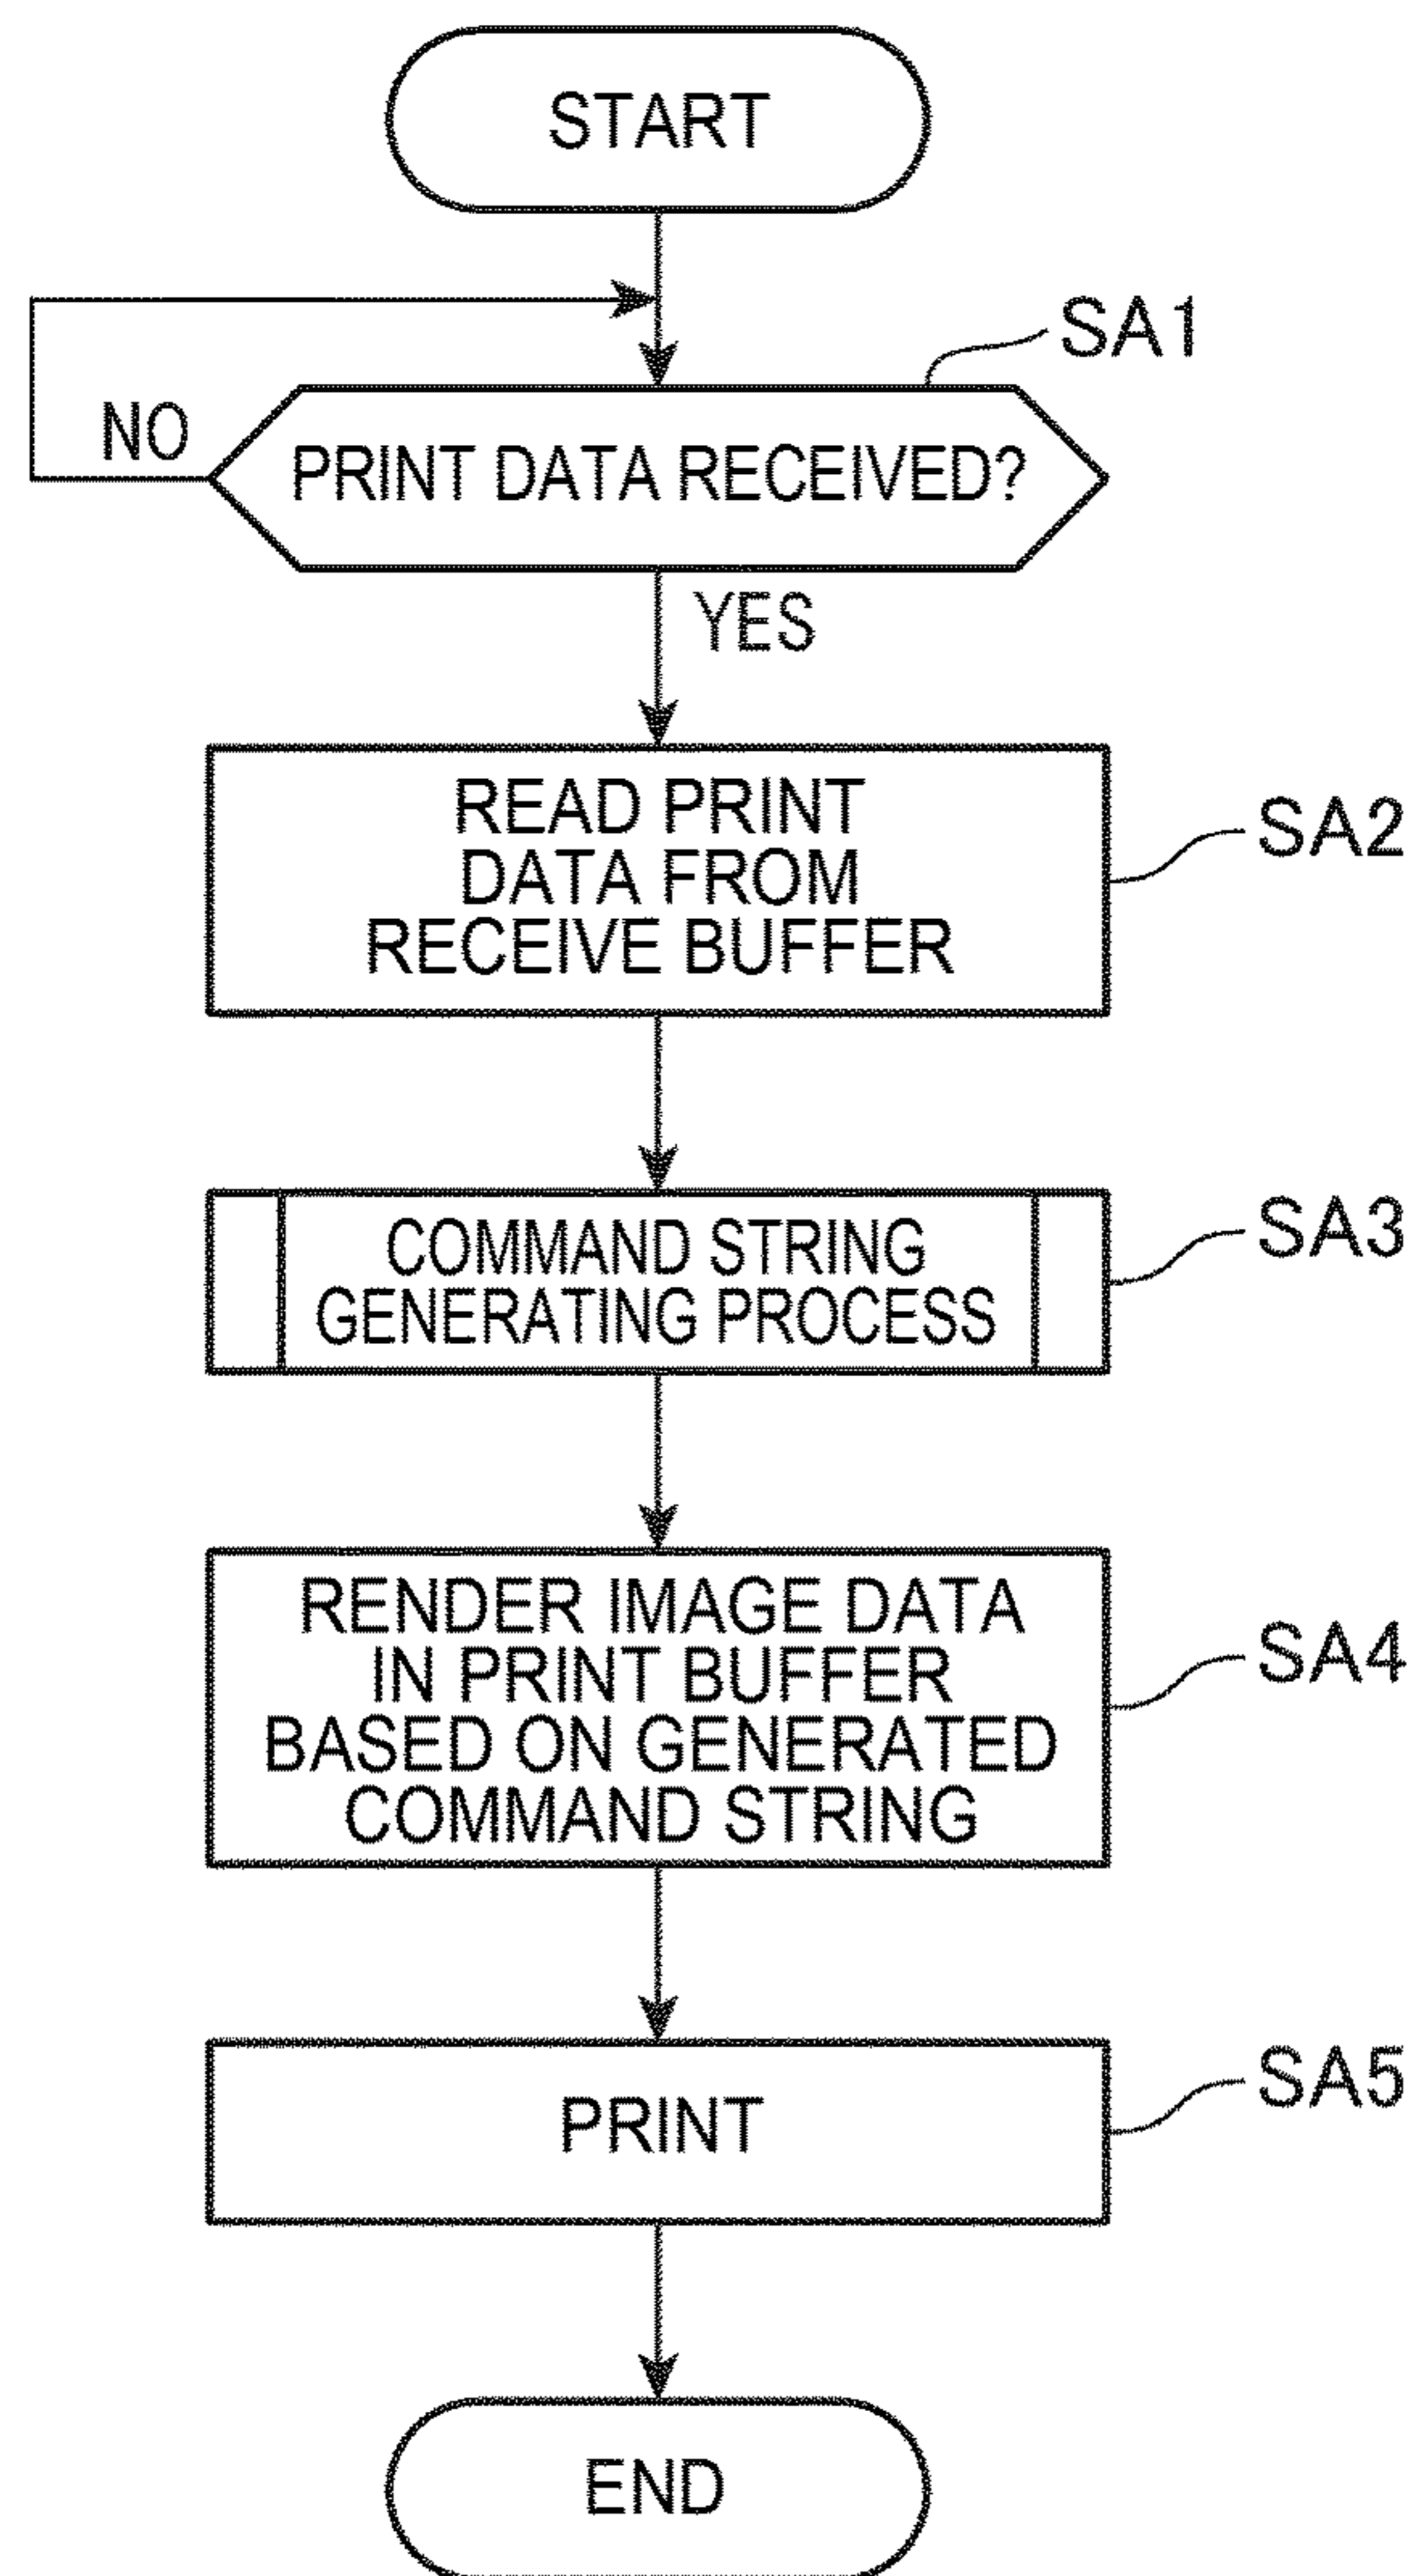 START
SA1
NO
PRINT DATA RECEIVED?
YES
READ PRINT
DATA FROM
RECEIVE BUFFER
SA2
COMMAND STRING
GENERATING PROCESS
SA3
RENDER IMAGE DATA
IN PRINT BUFFER
BASED ON GENERATED
COMMAND STRING
SA4
PRINT
SA5
END